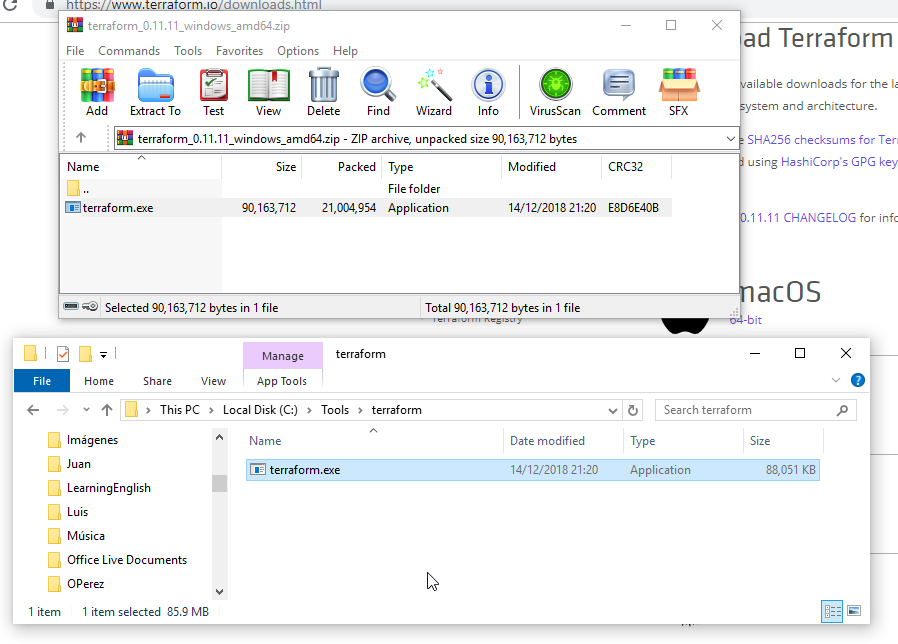 https://www.terraform.io/downloads.html
terraform_0.11.11_windows_amd64.zip
File Commands Tools Favorites Options Help
Add Extract To Test View Delete Find Wizard Info VirusScan Comment SFX
terraform_0.11.11_windows_amd64.zip - ZIP archive, unpacked size 90,163,712 bytes
Name Size Packed Type Modified CRC32
.. File folder
terraform.exe 90,163,712 21,004,954 Application 14/12/2018 21:20 E8D6E40B
Selected 90,163,712 bytes in 1 file Total 90,163,712 bytes in 1 file
ad Terraform
vailable downloads for the la
system and architecture.
e SHA256 checksums for Terr
d using HashiCorp's GPG key
0.11.11 CHANGELOG for info
macOS
64-bit
Terraform Registry
Manage terraform
File Home Share View App Tools
This PC > Local Disk (C:) > Tools > terraform Search terraform
Imágenes
Juan
LearningEnglish
Luis
Música
Office Live Documents
OPerez
Name Date modified Type Size
terraform.exe 14/12/2018 21:20 Application 88,051 KB
1 item 1 item selected 85.9 MB